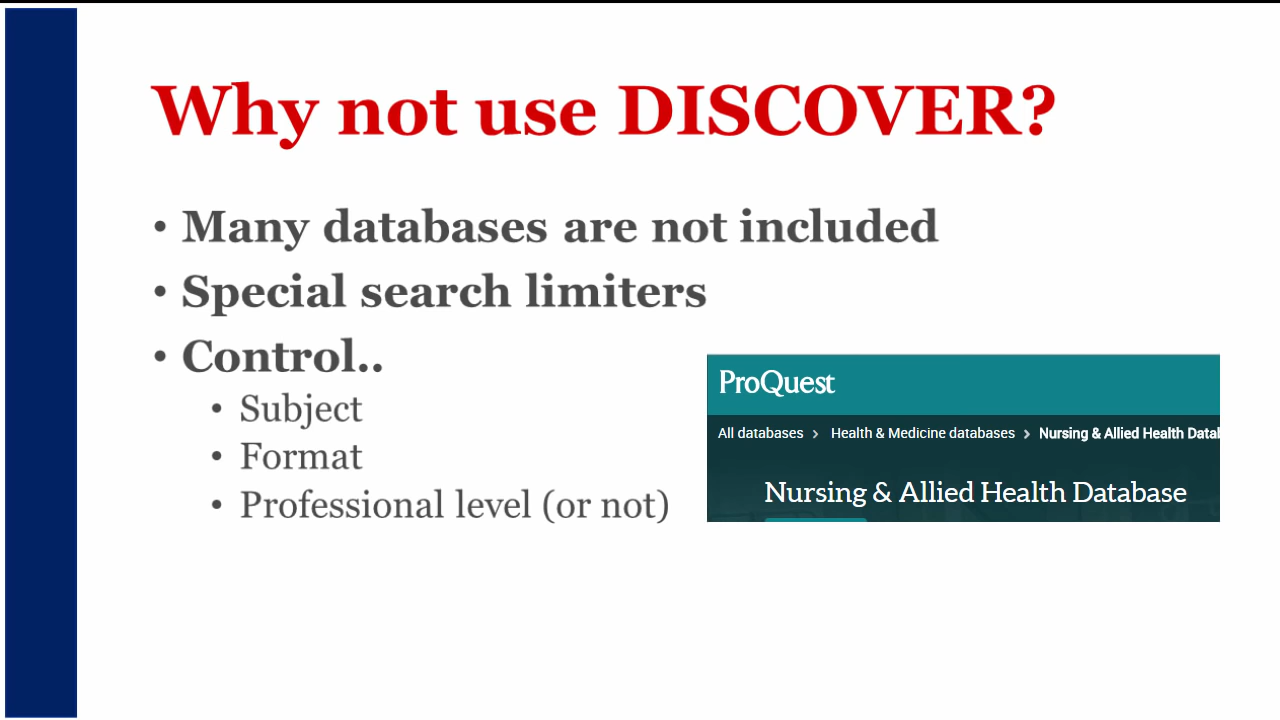 Why not use DISCOVER?
• Many databases are not included
• Special search limiters
• Control..
• Subject
• Format
• Professional level (or not)
ProQuest
All databases > Health & Medicine databases > Nursing & Allied Health Datab
Nursing & Allied Health Database